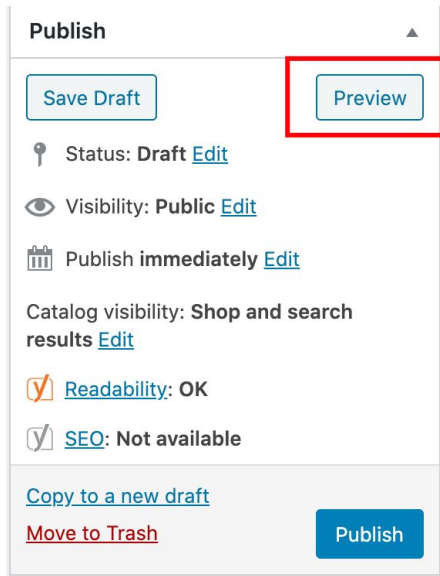 Publish
Save Draft Preview
Status: Draft Edit
Visibility: Public Edit
Publish immediately Edit
Catalog visibility: Shop and search
results Edit
Readability: OK
SEO: Not available
Copy to a new draft
Move to Trash Publish